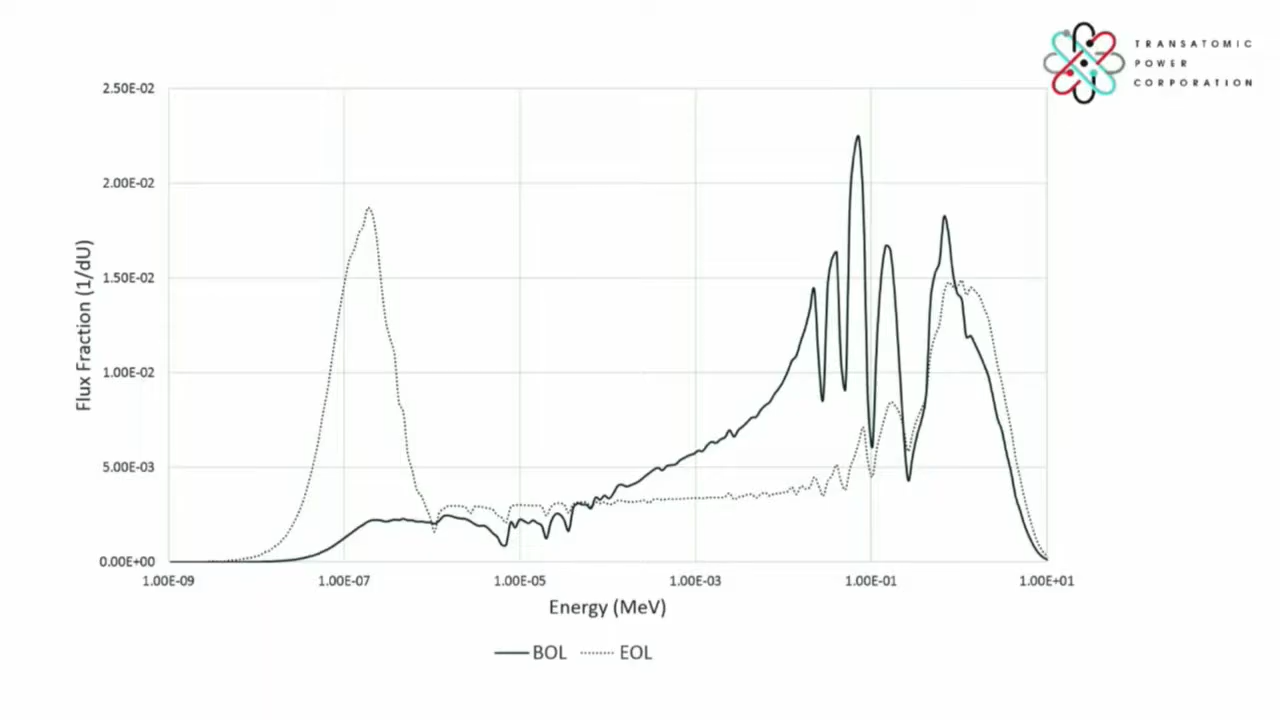 TRANSATOMIC
POWER
CORPORATION
2.50E-02
2.00E-02
1.50E-02
1.00E-02
5.00E-03
0.00E+00
Flux Fraction (1/dU)
1.00E-09 1.00E-07 1.00E-05 1.00E-03 1.00E-01 1.00E+01
Energy (MeV)
BOL EOL